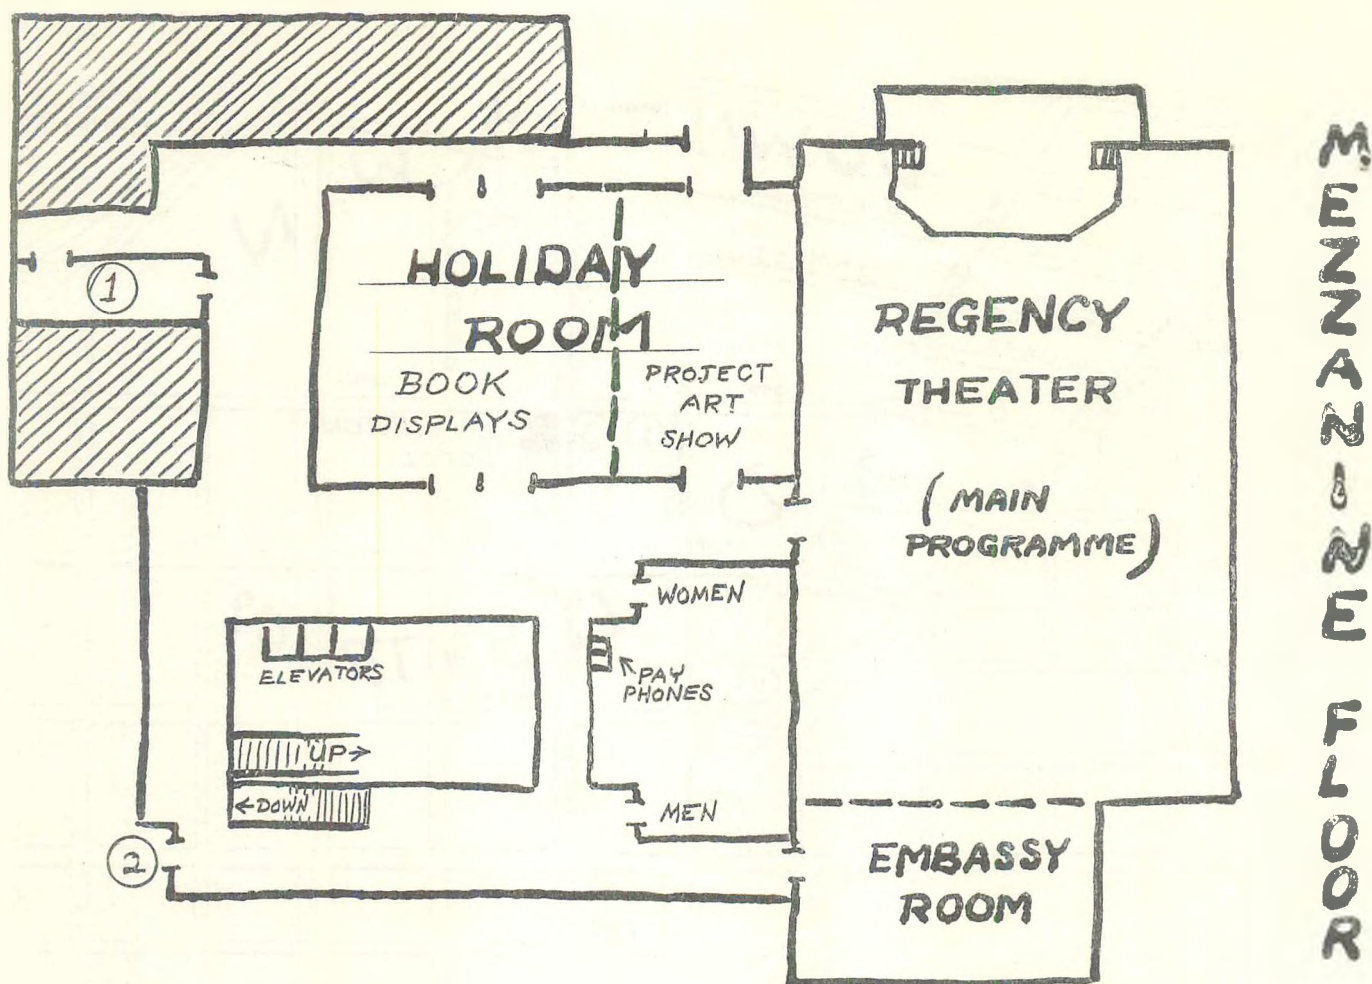 HOLIDAY
ROOM
BOOK
DISPLAYS
PROJECT
ART
SHOW
REGENCY
THEATER
(MAIN
PROGRAMME)
1
WOMEN
PAY
PHONES
ELEVATORS
UP→
←DOWN
MEN
2
EMBASSY
ROOM
MEZZANINE FLOOR